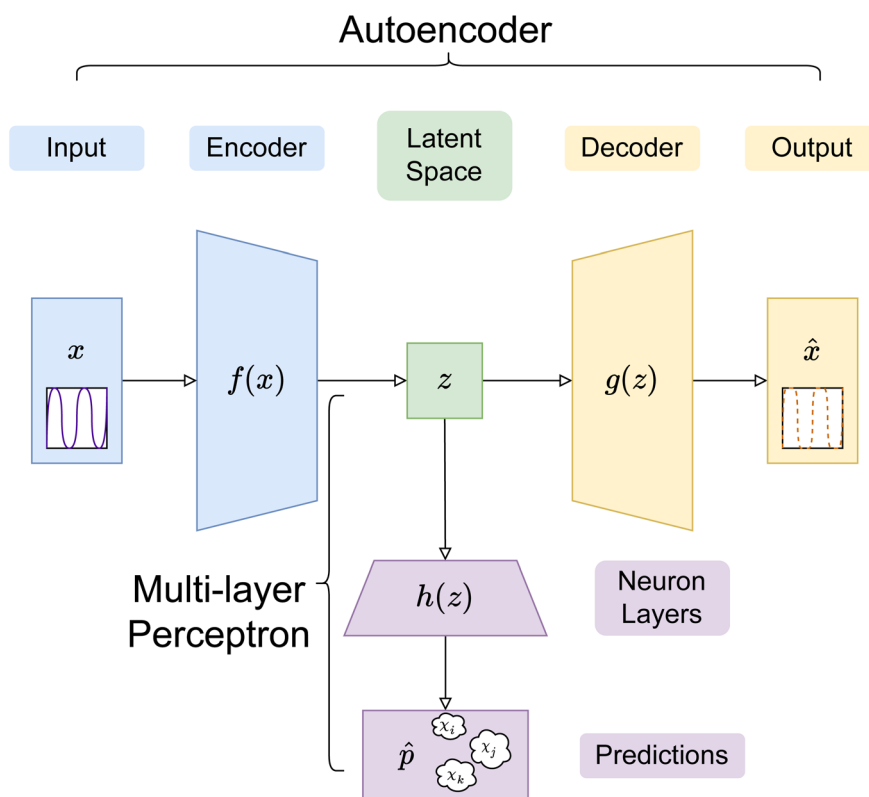 Autoencoder
Input
Encoder
Latent
Space
Decoder
Output
x
f(x)
z
g(z)
x̂
Multi-layer
Perceptron
h(z)
Neuron
Layers
p̂
χᵢ
χⱼ
χₖ
Predictions